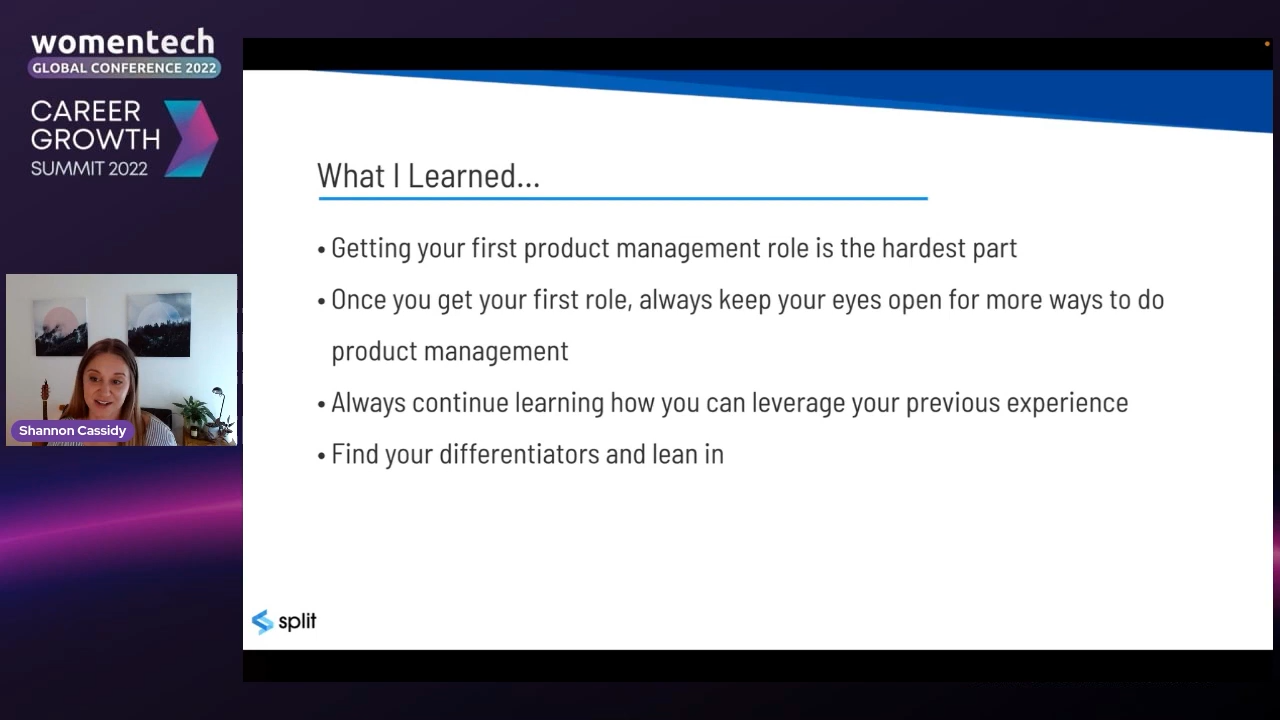 womentech
GLOBAL CONFERENCE 2022
CAREER
GROWTH
SUMMIT 2022
Shannon Cassidy
What I Learned...
• Getting your first product management role is the hardest part
• Once you get your first role, always keep your eyes open for more ways to do
product management
• Always continue learning how you can leverage your previous experience
• Find your differentiators and lean in
split